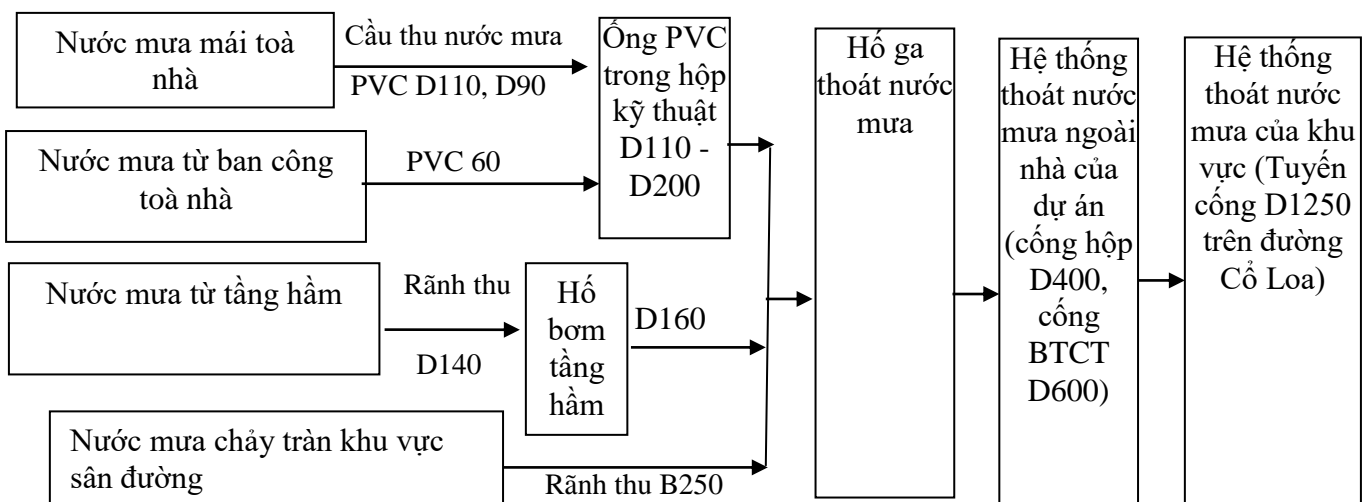 Nước mưa mái toà
nhà
Cầu thu nước mưa
PVC D110, D90
Nước mưa từ ban công
toà nhà
PVC 60
Ống PVC
trong hộp
kỹ thuật
D110 -
D200
Nước mưa từ tầng hầm
Rãnh thu
D140
Hố
bơm
tầng
hầm
D160
Nước mưa chảy tràn khu vực
sân đường
Rãnh thu B250
Hố ga
thoát nước
mưa
Hệ thống
thoát nước
mưa ngoài
nhà của
dự án
(cống hộp
D400,
cống
BTCT
D600)
Hệ thống
thoát nước
mưa của khu
vực (Tuyến
cống D1250
trên đường
Cổ Loa)